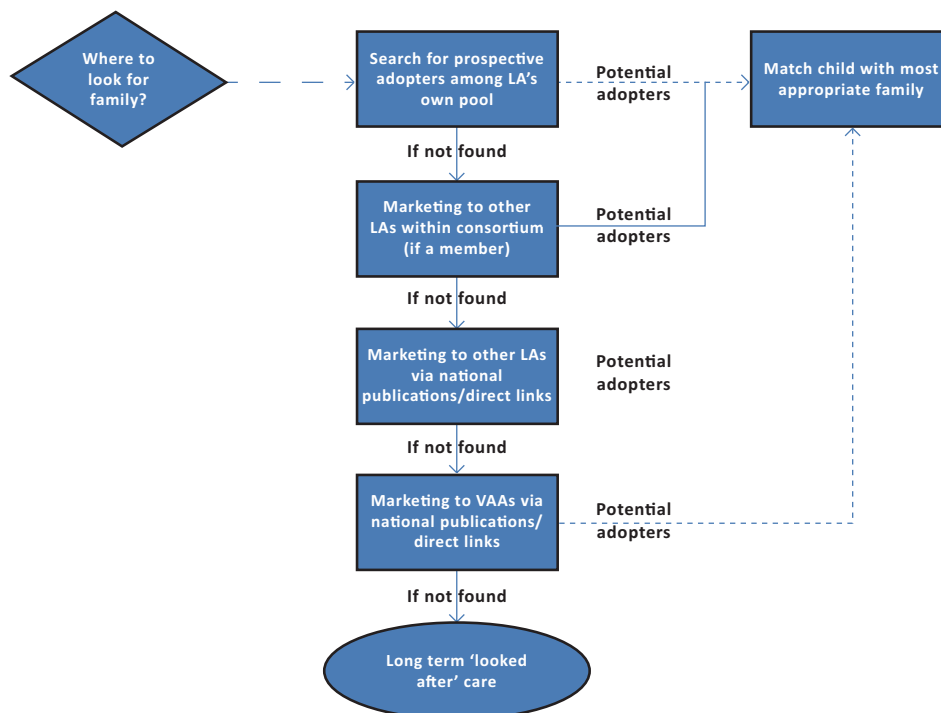 Where to
look for
family?
Search for prospective
adopters among LA's
own pool
Potential
adopters
Match child with most
appropriate family
If not found
Marketing to other
LAs within consortium
(if a member)
Potential
adopters
If not found
Marketing to other LAs
via national
publications/direct links
Potential
adopters
If not found
Marketing to VAAs via
national publications/
direct links
Potential
adopters
If not found
Long term ‘looked
after’ care